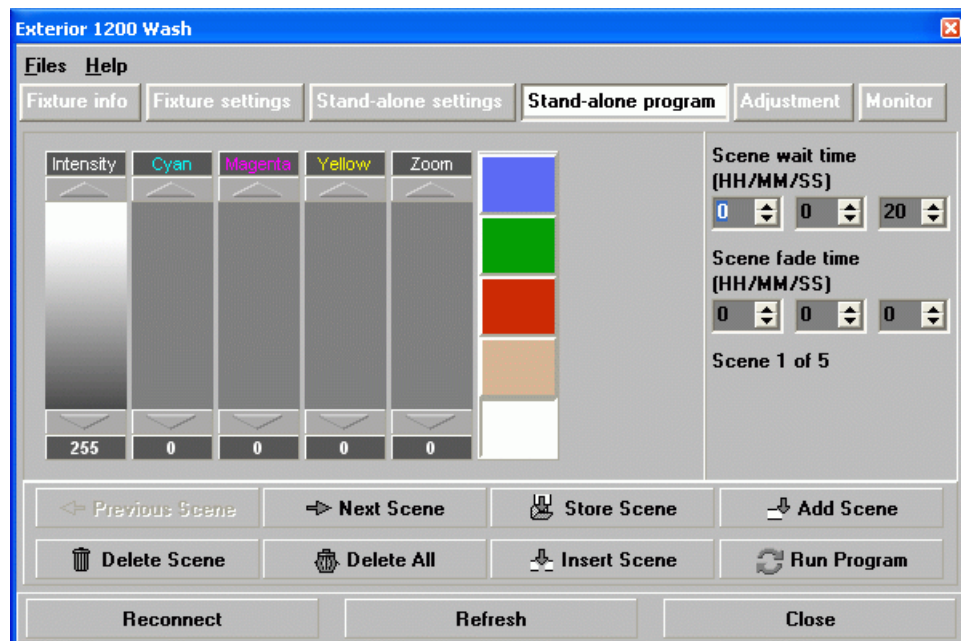 Exterior 1200 Wash
Files Help
Fixture info Fixture settings Stand-alone settings Stand-alone program Adjustment Monitor
Intensity Cyan Magenta Yellow Zoom
255 0 0 0 0
Scene wait time
(HH/MM/SS)
0 0 20
Scene fade time
(HH/MM/SS)
0 0 0
Scene 1 of 5
Previous Scene Next Scene Store Scene Add Scene
Delete Scene Delete All Insert Scene Run Program
Reconnect Refresh Close